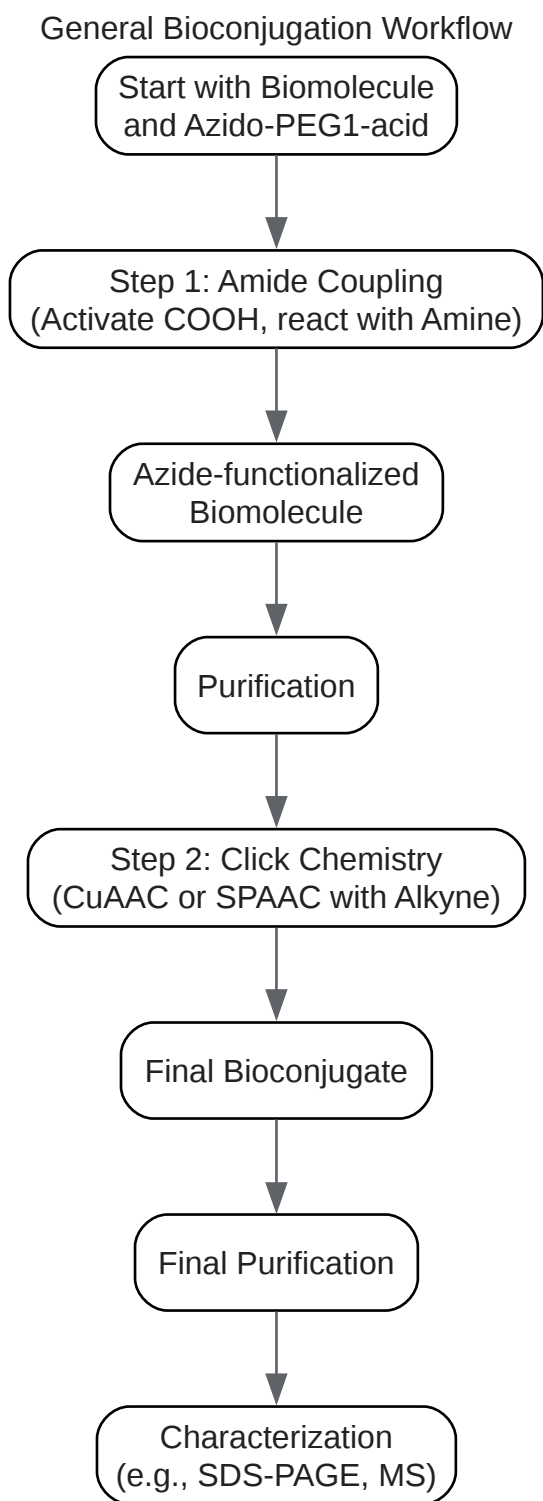 General Bioconjugation Workflow
Start with Biomolecule
and Azido-PEG1-acid
Step 1: Amide Coupling
(Activate COOH, react with Amine)
Azide-functionalized
Biomolecule
Purification
Step 2: Click Chemistry
(CuAAC or SPAAC with Alkyne)
Final Bioconjugate
Final Purification
Characterization
(e.g., SDS-PAGE, MS)